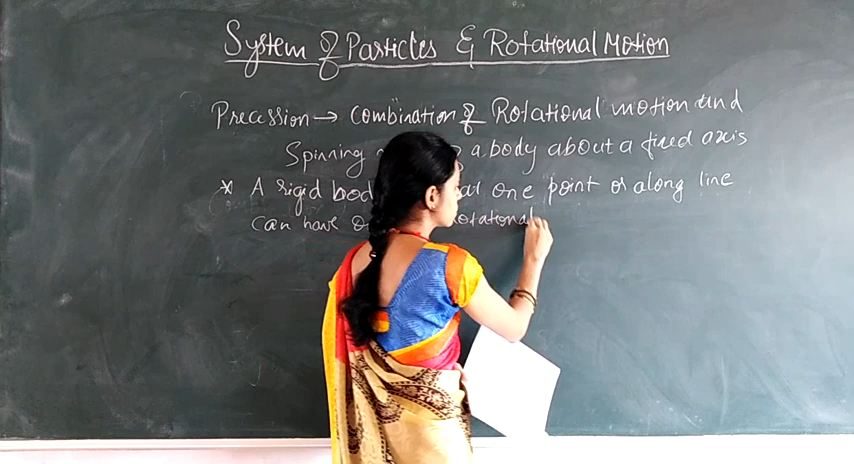 System of Particles & Rotational Motion
Precession → Combination of Rotational motion and
Spinning a body about a fixed axis
* A rigid one point or along line
Can have Rotational